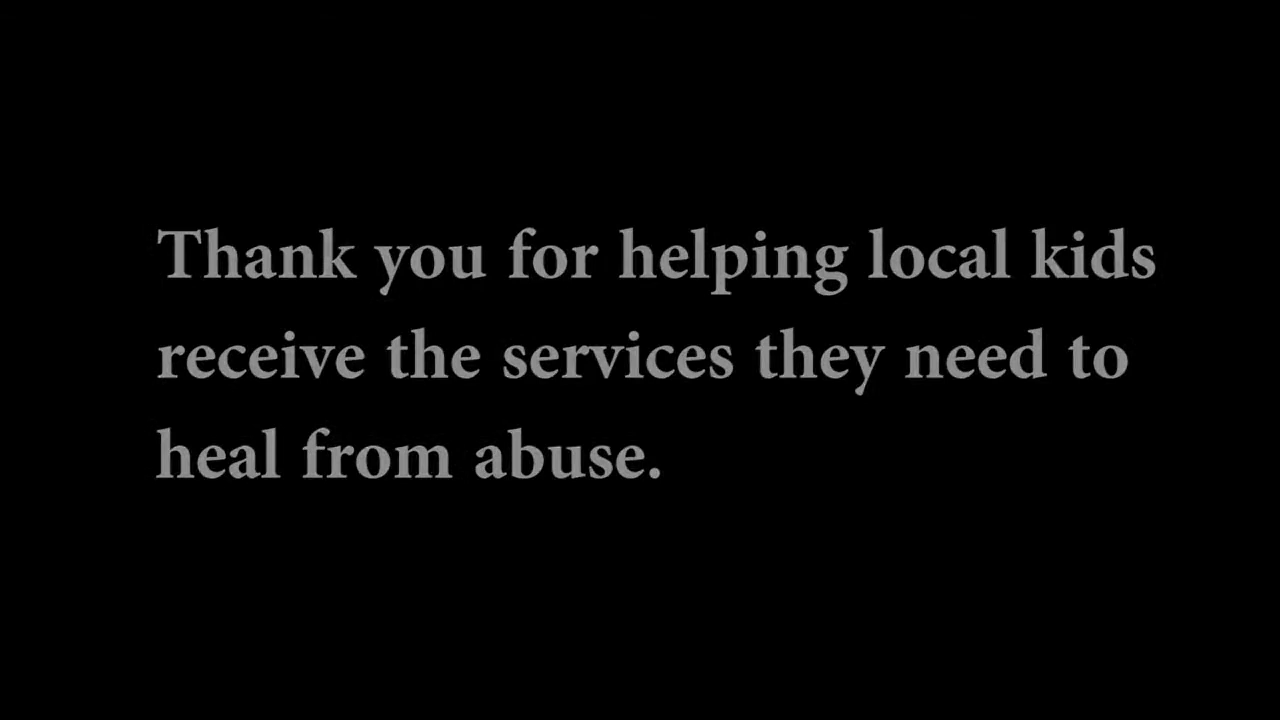 Thank you for helping local kids
receive the services they need to
heal from abuse.